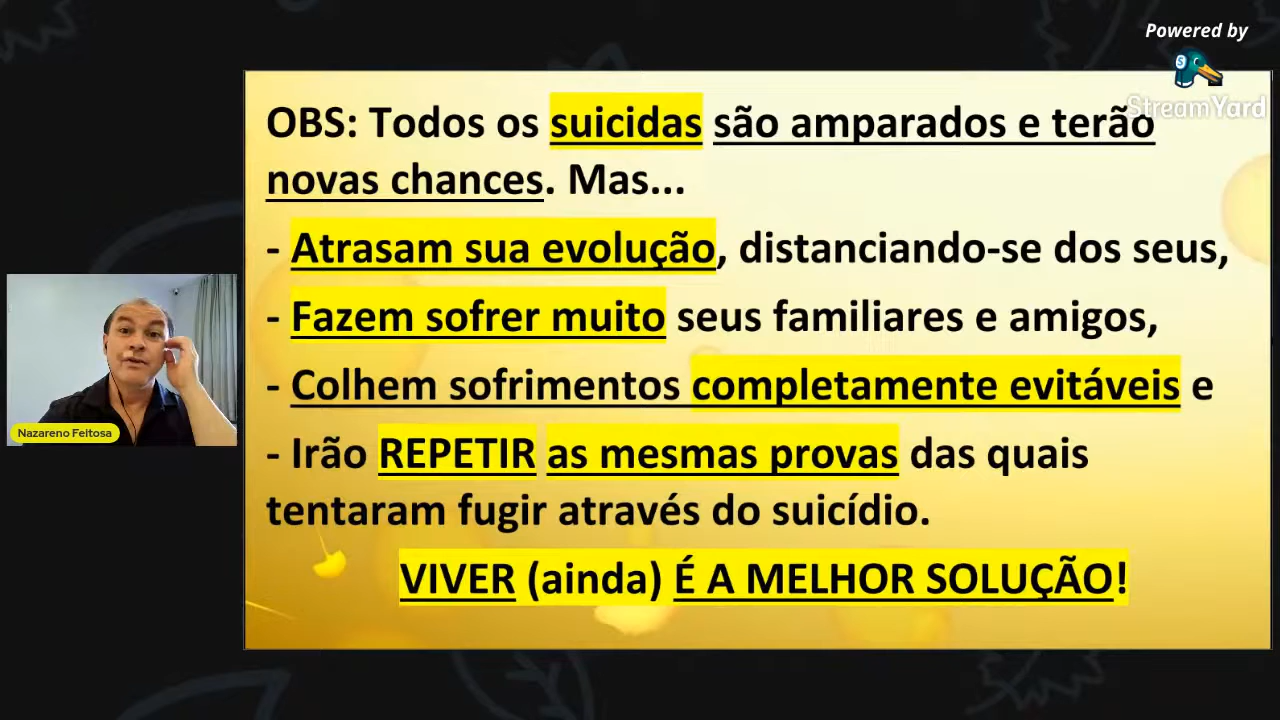 Powered by
StreamYard
OBS: Todos os suicidas são amparados e terão
novas chances. Mas...
- Atrasam sua evolução, distanciando-se dos seus,
- Fazem sofrer muito seus familiares e amigos,
- Colhem sofrimentos completamente evitáveis e
- Irão REPETIR as mesmas provas das quais
tentaram fugir através do suicídio.
VIVER (ainda) É A MELHOR SOLUÇÃO!
Nazareno Feitosa